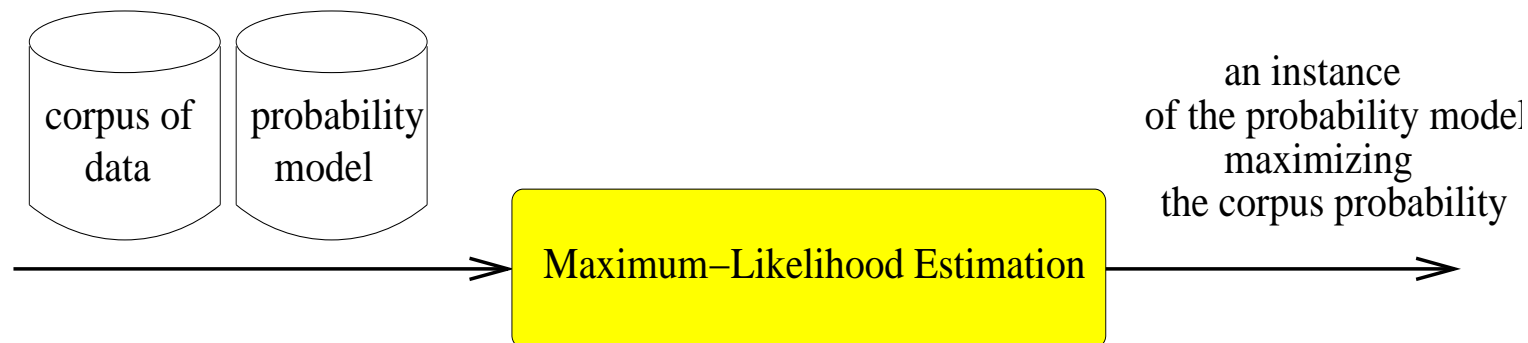 corpus of
data
probability
model
Maximum−Likelihood Estimation
an instance
of the probability model
maximizing
the corpus probability